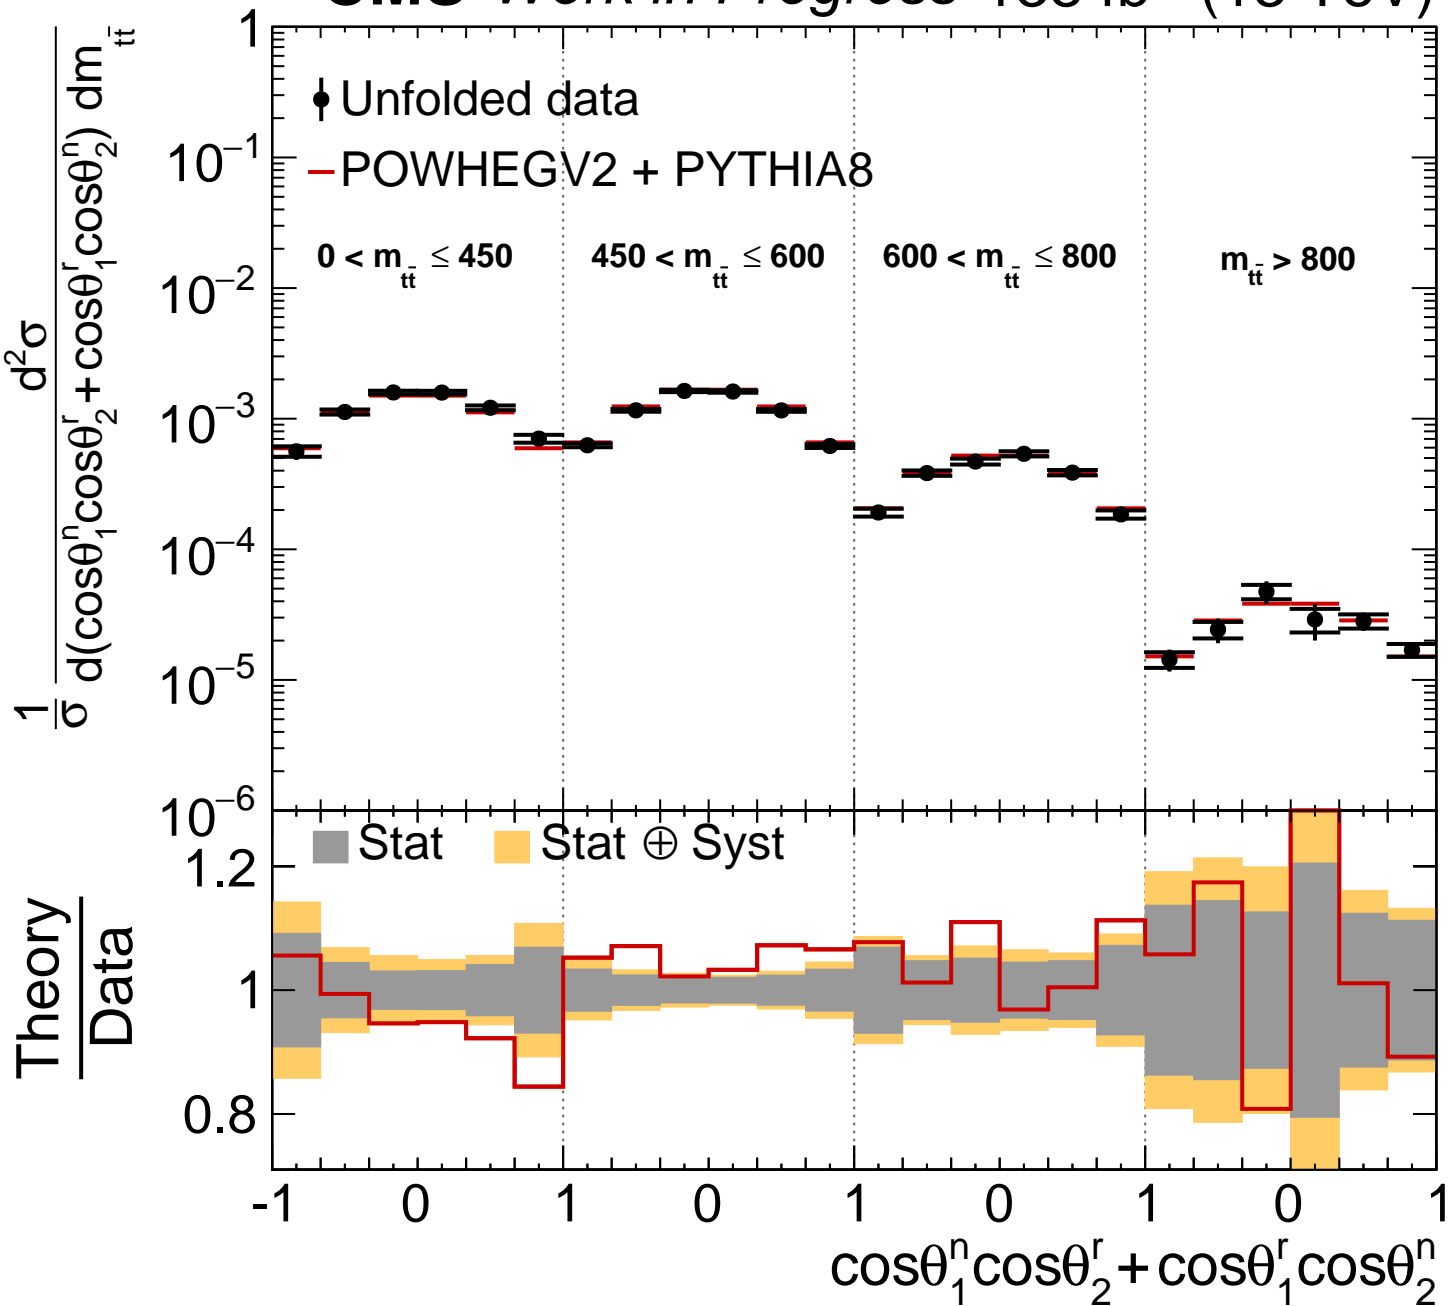 (13 TeV)
1
Unfolded data
10⁻¹
POWHEGV2 + PYTHIA8
0 < m_tt̄ ≤ 450
450 < m_tt̄ ≤ 600
600 < m_tt̄ ≤ 800
m_tt̄ > 800
10⁻²
10⁻³
10⁻⁴
10⁻⁵
10⁻⁶
1/σ d²σ / d(cosθ₁ⁿcosθ₂ʳ+cosθ₁ʳcosθ₂ⁿ) dm_tt̄
Stat
Stat ⊕ Syst
1.2
1
0.8
Theory
Data
-1 0 1 0 1 0 1 0 1
cosθ₁ⁿcosθ₂ʳ+cosθ₁ʳcosθ₂ⁿ